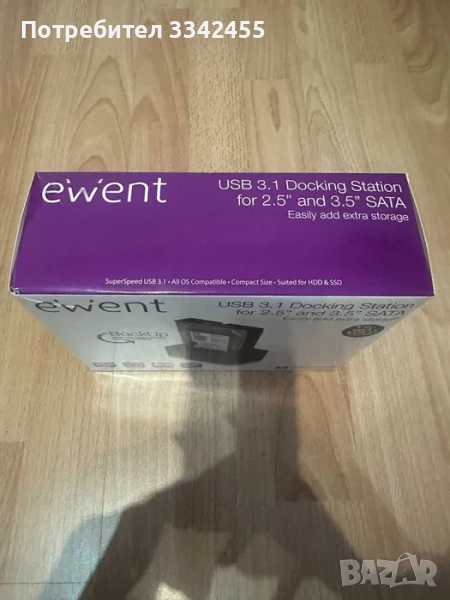 Потребител 3342455
ewent
USB 3.1 Docking Station
for 2.5” and 3.5” SATA
Easily add extra storage
SuperSpeed USB 3.1 • All OS Compatible • Compact Size • Suited for HDD & SSD
ewent
USB 3.1 Docking Station
for 2.5” and 3.5” SATA
Easily add extra storage
BackUp
BAZAR